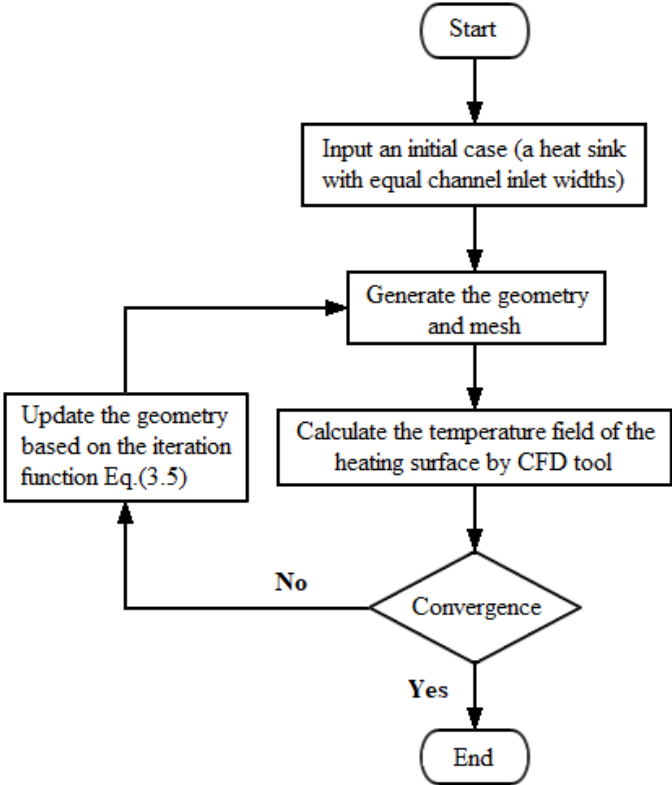 Start
Input an initial case (a heat sink
with equal channel inlet widths)
Generate the geometry
and mesh
Update the geometry
based on the iteration
function Eq.(3.5)
Calculate the temperature field of the
heating surface by CFD tool
No
Convergence
Yes
End